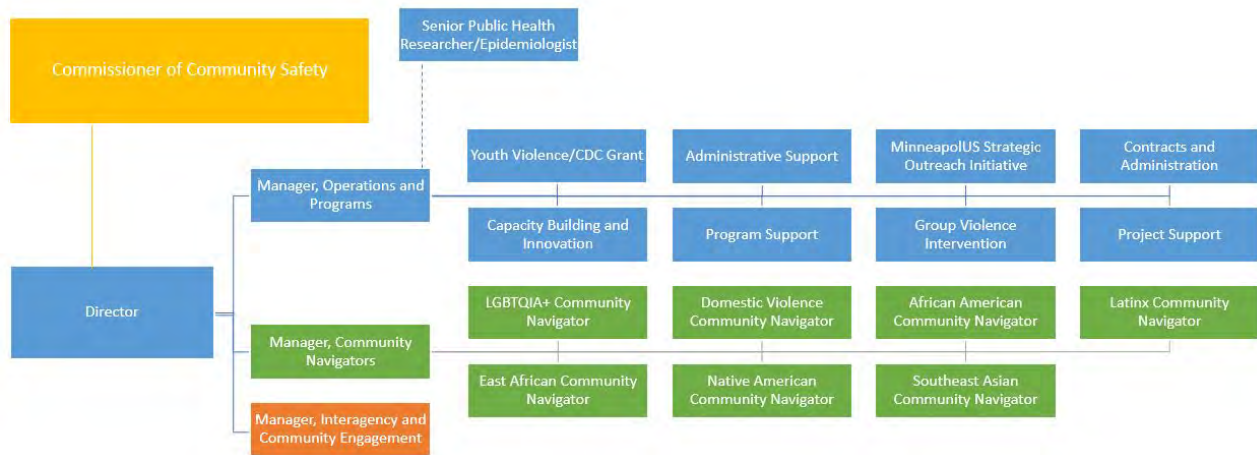 Senior Public Health
Researcher/Epidemiologist
Commissioner of Community Safety
Youth Violence/CDC Grant
Administrative Support
MinneapolUS Strategic
Outreach Initiative
Contracts and
Administration
Manager, Operations and
Programs
Capacity Building and
Innovation
Program Support
Group Violence
Intervention
Project Support
Director
LGBTQIA+ Community
Navigator
Domestic Violence
Community Navigator
African American
Community Navigator
Latinx Community
Navigator
Manager, Community
Navigators
East African Community
Navigator
Native American
Community Navigator
Southeast Asian
Community Navigator
Manager, Interagency and
Community Engagement